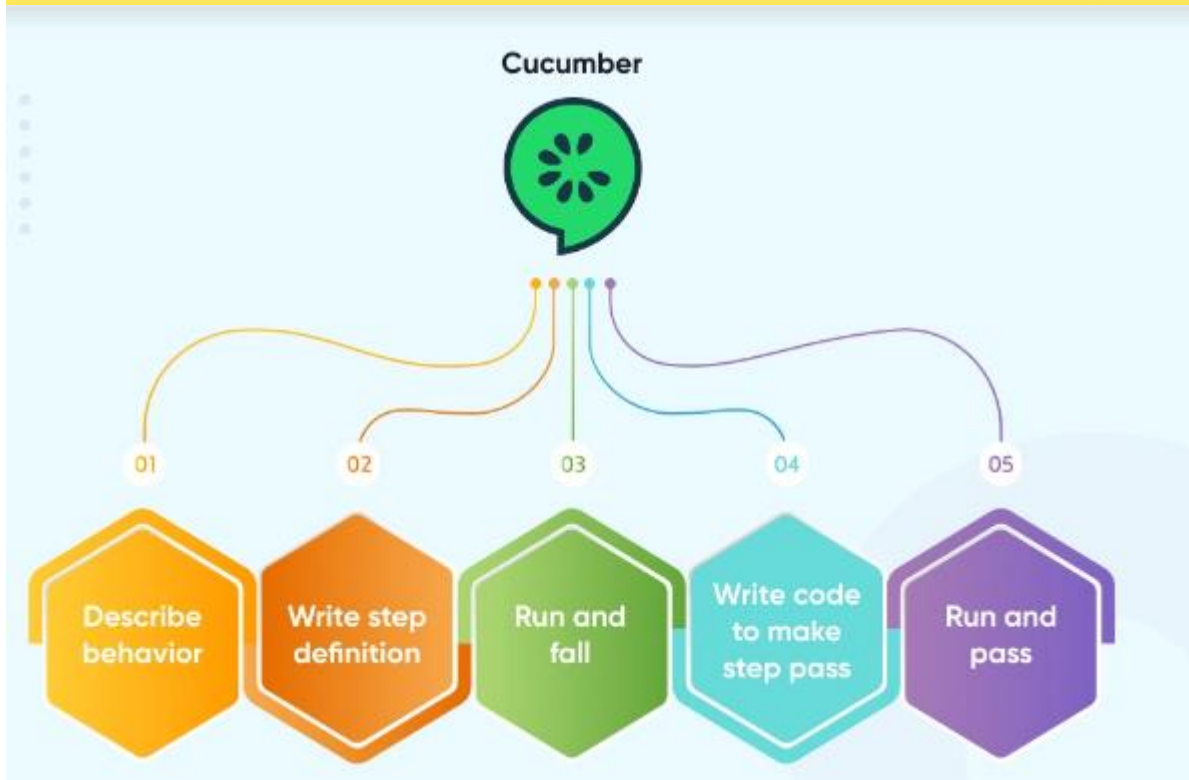 Cucumber
01
02
03
04
05
Describe
behavior
Write step
definition
Run and
fall
Write code
to make
step pass
Run and
pass